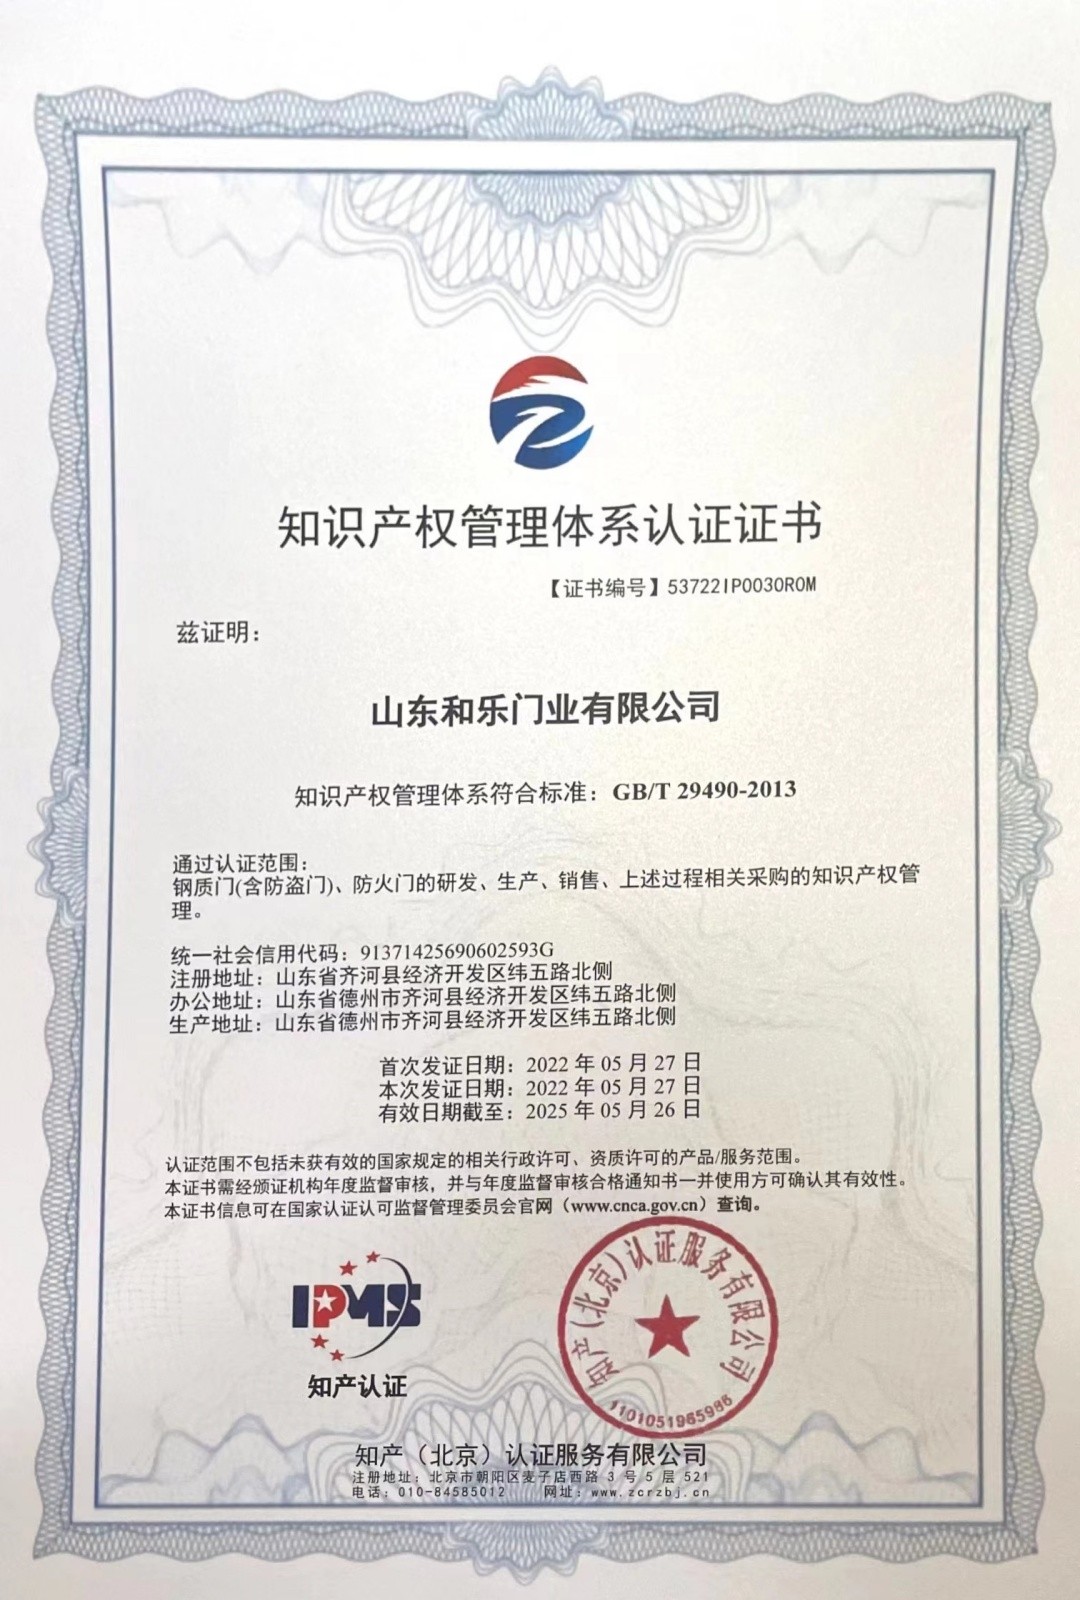 知识产权管理体系认证证书
【证书编号】53722IP0030R0M
兹证明：
山东和乐门业有限公司
知识产权管理体系符合标准：GB/T 29490-2013
通过认证范围：
钢质门(含防盗门)、防火门的研发、生产、销售、上述过程相关采购的知识产权管
理。
统一社会信用代码：91371425690602593G
注册地址：山东省齐河县经济开发区纬五路北侧
办公地址：山东省德州市齐河县经济开发区纬五路北侧
生产地址：山东省德州市齐河县经济开发区纬五路北侧
首次发证日期：2022 年 05 月 27 日
本次发证日期：2022 年 05 月 27 日
有效日期截至：2025 年 05 月 26 日
认证范围不包括未获有效的国家规定的相关行政许可、资质许可的产品/服务范围。
本证书需经颁证机构年度监督审核，并与年度监督审核合格通知书一并使用方可确认其有效性。
本证书信息可在国家认证认可监督管理委员会官网（www.cnca.gov.cn）查询。
IPMS
知产认证
知产（北京）认证服务有限公司
1101051965986
知产（北京）认证服务有限公司
注册地址：北京市朝阳区麦子店西路 3 号 5 层 521
电话：010-84585012 网址：www.zcrzbj.cn